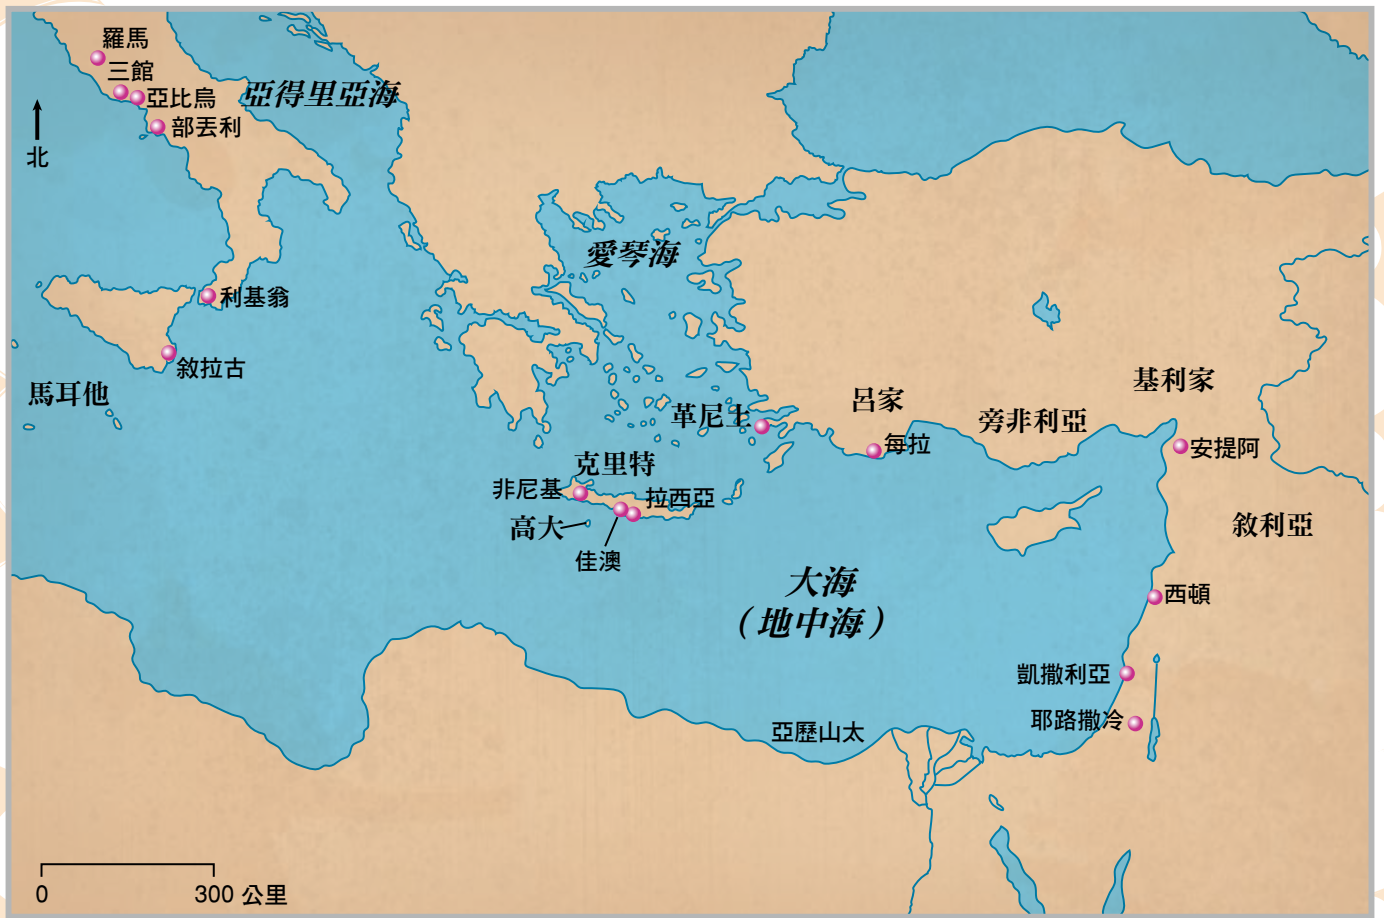 羅馬
三館
亞比烏
部丟利
亞得里亞海
北
愛琴海
利基翁
敘拉古
馬耳他
革尼土
呂家
每拉
旁非利亞
基利家
安提阿
克里特
非尼基
拉西亞
高大
佳澳
敘利亞
大海
（地中海）
西頓
凱撒利亞
耶路撒冷
亞歷山太
0 300 公里